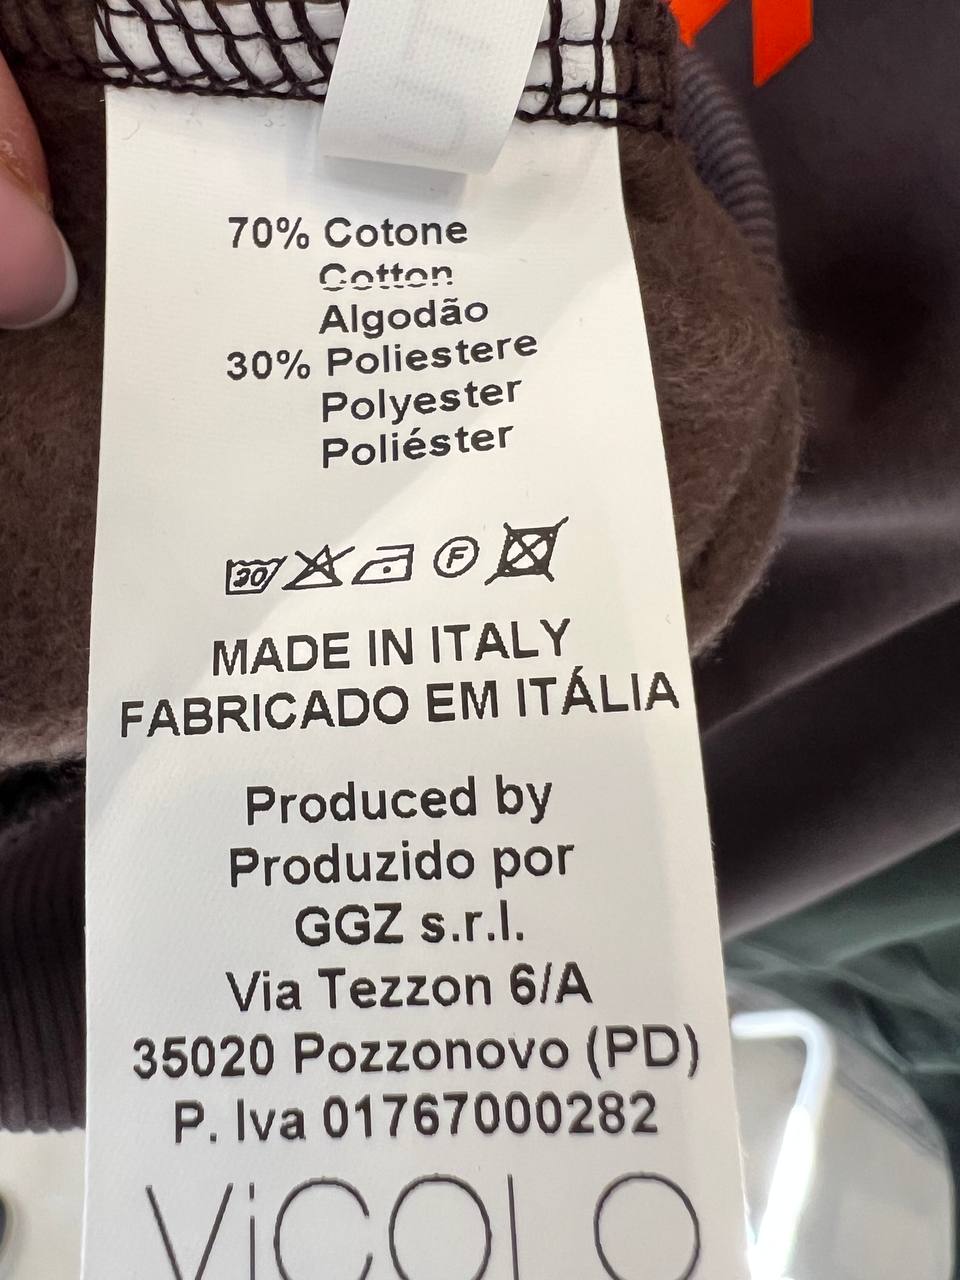 70% Cotone
Cotton
Algodão
30% Poliestere
Polyester
Poliéster
30 F
MADE IN ITALY
FABRICADO EM ITÁLIA
Produced by
Produzido por
GGZ s.r.l.
Via Tezzon 6/A
35020 Pozzonovo (PD)
P. Iva 01767000282
ViCOLO